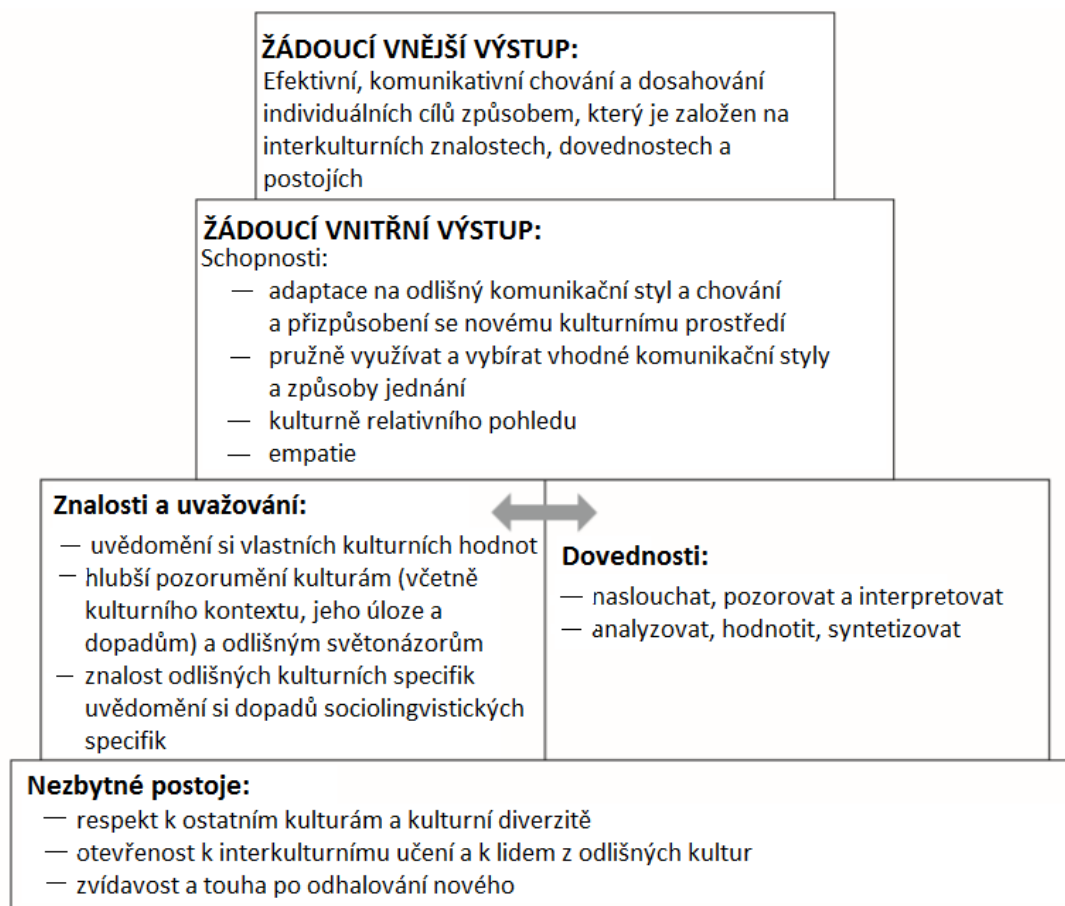 ŽÁDOUCÍ VNĚJŠÍ VÝSTUP:
Efektivní, komunikativní chování a dosahování
individuálních cílů způsobem, který je založen na
interkulturních znalostech, dovednostech a
postojích
ŽÁDOUCÍ VNITŘNÍ VÝSTUP:
Schopnosti:
— adaptace na odlišný komunikační styl a chování
a přizpůsobení se novému kulturnímu prostředí
— pružně využívat a vybírat vhodné komunikační styly
a způsoby jednání
— kulturně relativního pohledu
— empatie
Znalosti a uvažování:
— uvědomění si vlastních kulturních hodnot
— hlubší pozorumění kulturám (včetně
kulturního kontextu, jeho úloze a
dopadům) a odlišným světonázorům
— znalost odlišných kulturních specifik
uvědomění si dopadů sociolingvistických
specifik
Dovednosti:
— naslouchat, pozorovat a interpretovat
— analyzovat, hodnotit, syntetizovat
Nezbytné postoje:
— respekt k ostatním kulturám a kulturní diverzitě
— otevřenost k interkulturnímu učení a k lidem z odlišných kultur
— zvídavost a touha po odhalování nového